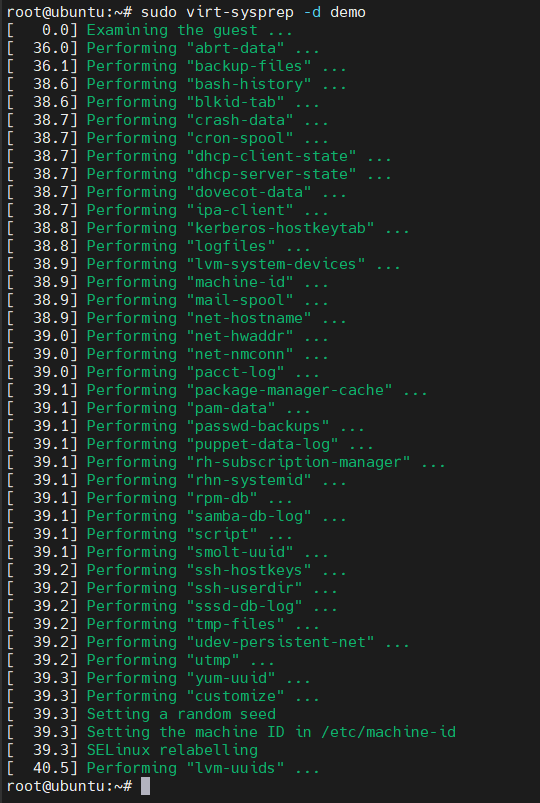 root@ubuntu:~# sudo virt-sysprep -d demo
[   0.0] Examining the guest ...
[  36.0] Performing "abrt-data" ...
[  36.1] Performing "backup-files" ...
[  38.6] Performing "bash-history" ...
[  38.6] Performing "blkid-tab" ...
[  38.7] Performing "crash-data" ...
[  38.7] Performing "cron-spool" ...
[  38.7] Performing "dhcp-client-state" ...
[  38.7] Performing "dhcp-server-state" ...
[  38.7] Performing "dovecot-data" ...
[  38.7] Performing "ipa-client" ...
[  38.8] Performing "kerberos-hostkeytab" ...
[  38.8] Performing "logfiles" ...
[  38.9] Performing "lvm-system-devices" ...
[  38.9] Performing "machine-id" ...
[  38.9] Performing "mail-spool" ...
[  38.9] Performing "net-hostname" ...
[  39.0] Performing "net-hwaddr" ...
[  39.0] Performing "net-nmconn" ...
[  39.0] Performing "pacct-log" ...
[  39.1] Performing "package-manager-cache" ...
[  39.1] Performing "pam-data" ...
[  39.1] Performing "passwd-backups" ...
[  39.1] Performing "puppet-data-log" ...
[  39.1] Performing "rh-subscription-manager" ...
[  39.1] Performing "rhn-systemid" ...
[  39.1] Performing "rpm-db" ...
[  39.1] Performing "samba-db-log" ...
[  39.1] Performing "script" ...
[  39.1] Performing "smolt-uuid" ...
[  39.2] Performing "ssh-hostkeys" ...
[  39.2] Performing "ssh-userdir" ...
[  39.2] Performing "sssd-db-log" ...
[  39.2] Performing "tmp-files" ...
[  39.2] Performing "udev-persistent-net" ...
[  39.2] Performing "utmp" ...
[  39.3] Performing "yum-uuid" ...
[  39.3] Performing "customize" ...
[  39.3] Setting a random seed
[  39.3] Setting the machine ID in /etc/machine-id
[  39.3] SELinux relabelling
[  40.5] Performing "lvm-uuids" ...
root@ubuntu:~#